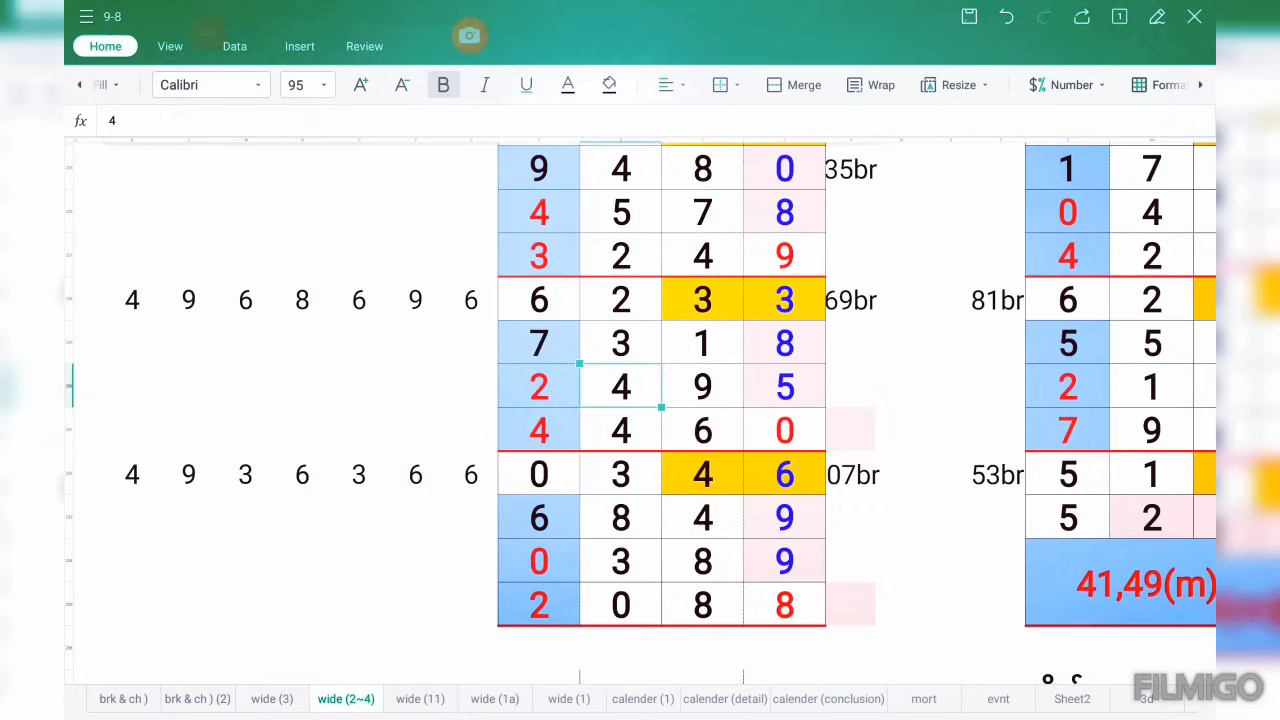 9-8
Home View Data Insert Review
Fill Calibri 95 A+ A- B I U A Merge Wrap Resize $% Number Forma
fx 4
9 4 8 0 35br 1 7
4 5 7 8 0 4
3 2 4 9 4 2
4 9 6 8 6 9 6 6 2 3 3 69br 81br 6 2
7 3 1 8 5 5
2 4 9 5 2 1
4 4 6 0 7 9
4 9 3 6 3 6 6 0 3 4 6 07br 53br 5 1
6 8 4 9 5 2
0 3 8 9
41,49(m)
2 0 8 8
brk & ch ) brk & ch ) (2) wide (3) wide (2~4) wide (11) wide (1a) wide (1) calender (1) calender (detail) calender (conclusion) mort evnt Sheet2 3d
FILMIGO